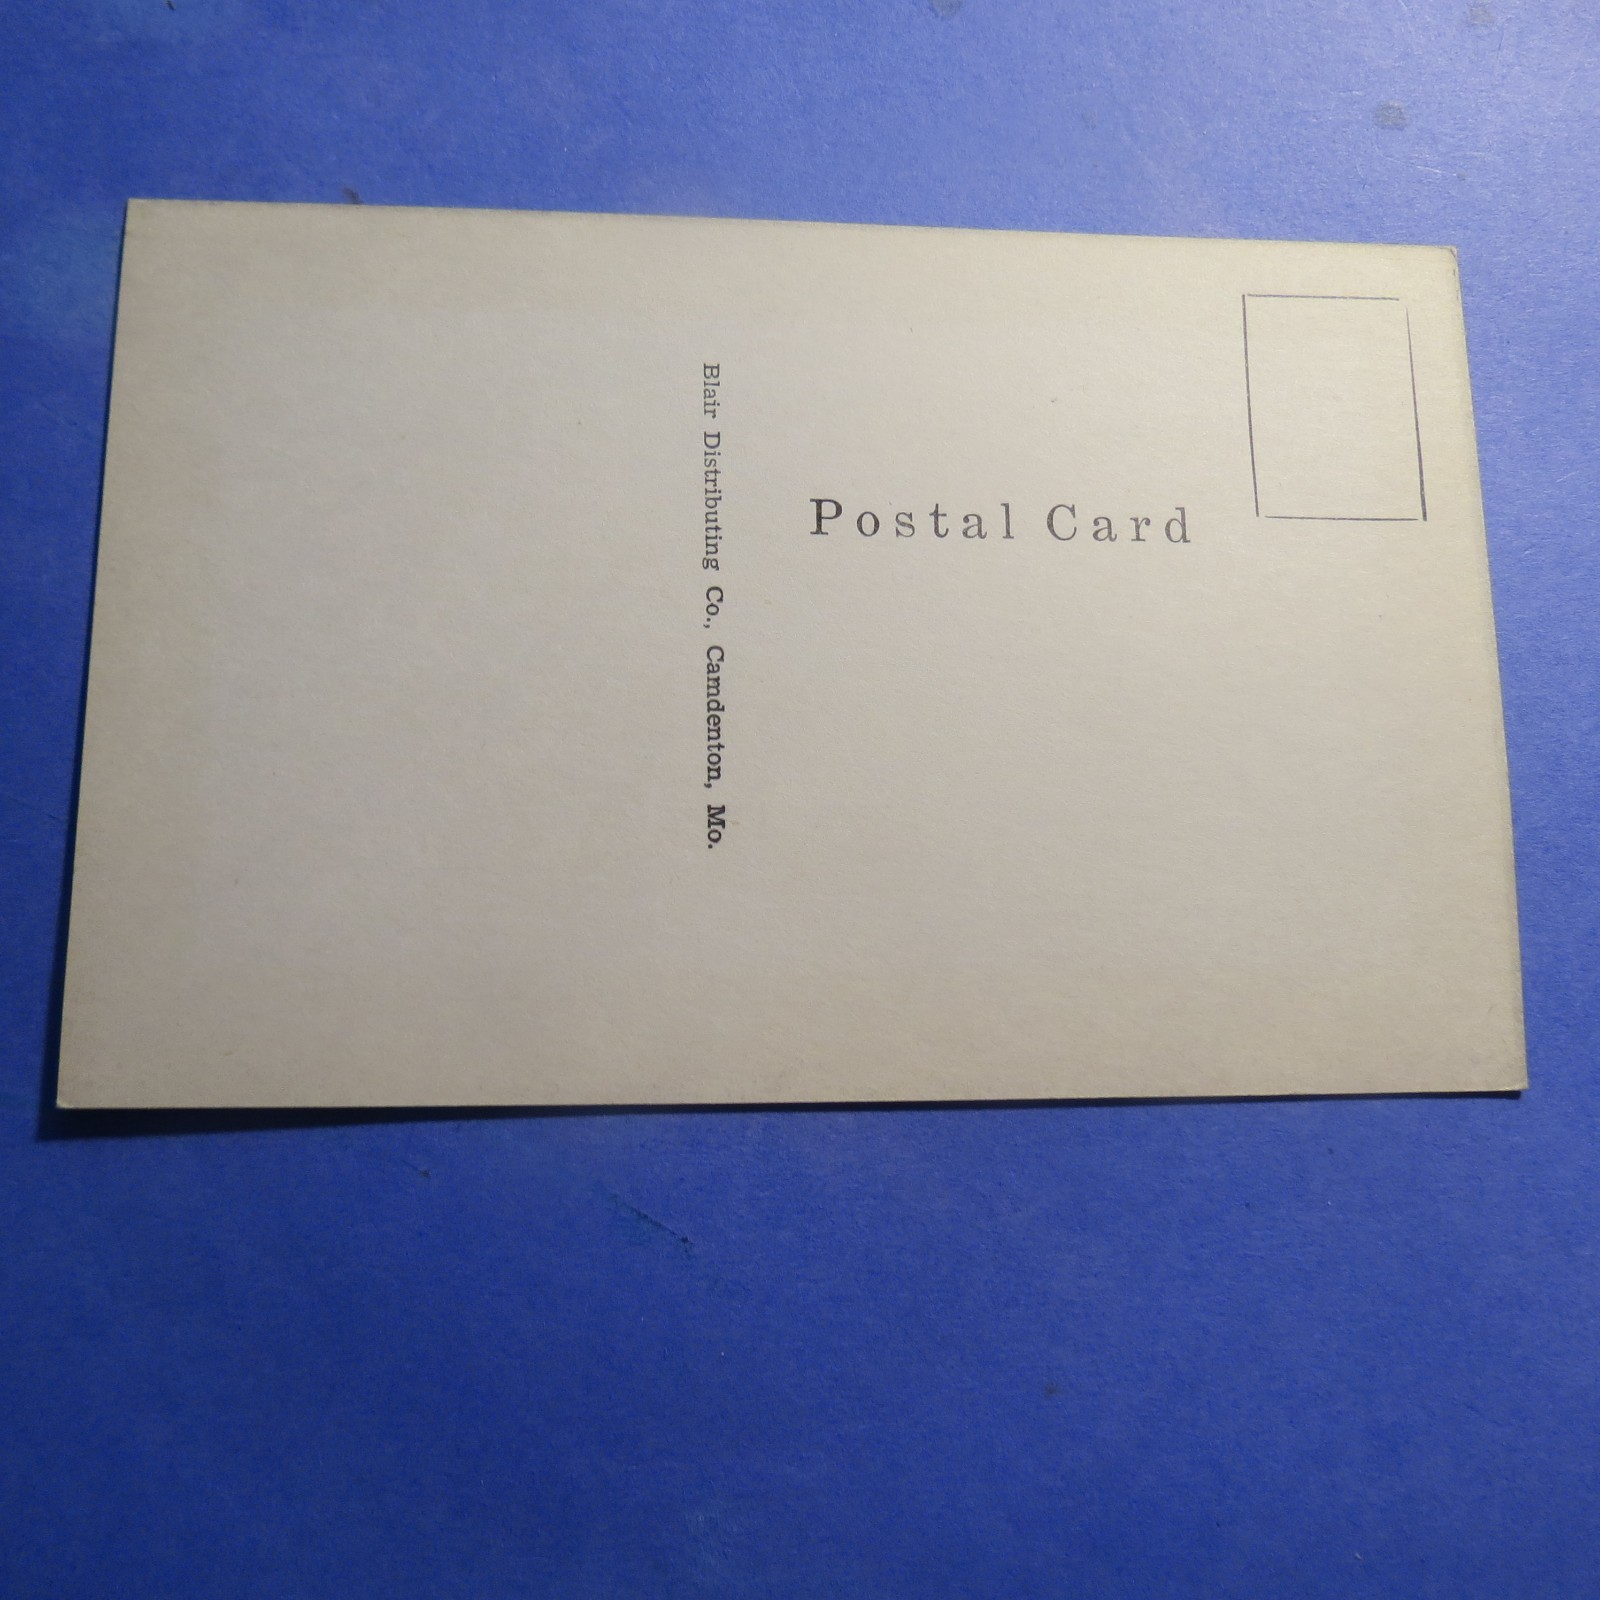 Blair Distributing Co., Camdenton, Mo.
Postal Card